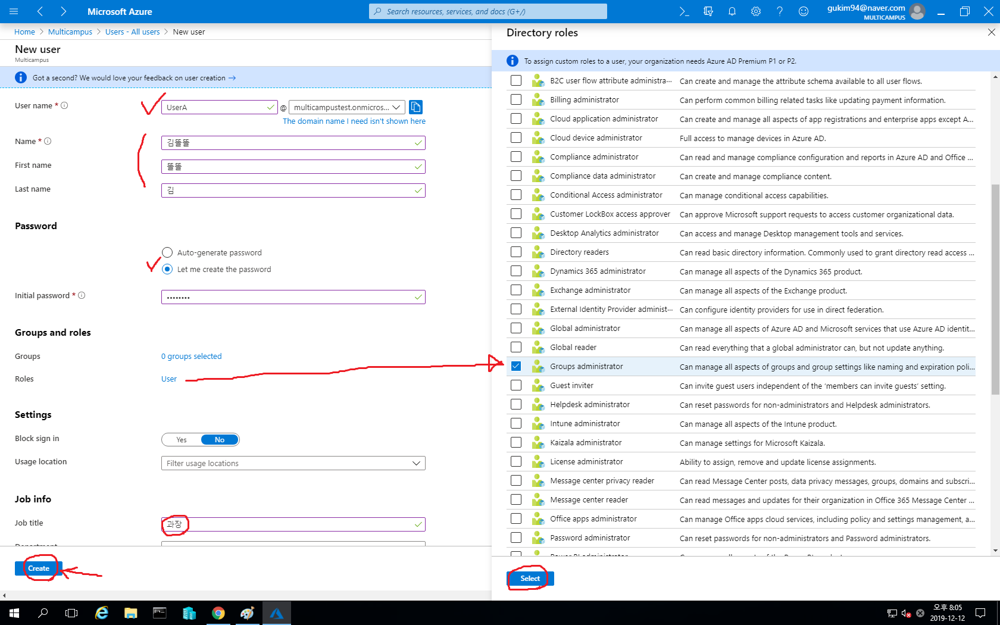 Microsoft Azure
Search resources, services, and docs (G+/)
gukim94@naver.com
MULTICAMPUS
Home > Multicampus > Users - All users > New user
New user
Multicampus
Got a second? We would love your feedback on user creation →
User name * UserA @ multicampustest.onmicros...
The domain name I need isn't shown here
Name * 김똘똘
First name 똘똘
Last name 김
Password
Auto-generate password
Let me create the password
Initial password * ••••••••
Groups and roles
Groups 0 groups selected
Roles User
Settings
Block sign in Yes No
Usage location Filter usage locations
Job info
Job title 과장
Department
Create
Directory roles
To assign custom roles to a user, your organization needs Azure AD Premium P1 or P2.
B2C user flow attribute administra··· Can create and manage the attribute schema available to all user flows.
Billing administrator Can perform common billing related tasks like updating payment information.
Cloud application administrator Can create and manage all aspects of app registrations and enterprise apps except A...
Cloud device administrator Full access to manage devices in Azure AD.
Compliance administrator Can read and manage compliance configuration and reports in Azure AD and Office ...
Compliance data administrator Can create and manage compliance content.
Conditional Access administrator Can manage conditional access capabilities.
Customer LockBox access approver Can approve Microsoft support requests to access customer organizational data.
Desktop Analytics administrator Can access and manage Desktop management tools and services.
Directory readers Can read basic directory information. Commonly used to grant directory read access ...
Dynamics 365 administrator Can manage all aspects of the Dynamics 365 product.
Exchange administrator Can manage all aspects of the Exchange product.
External Identity Provider administ··· Can configure identity providers for use in direct federation.
Global administrator Can manage all aspects of Azure AD and Microsoft services that use Azure AD identit...
Global reader Can read everything that a global administrator can, but not update anything.
Groups administrator Can manage all aspects of groups and group settings like naming and expiration poli...
Guest inviter Can invite guest users independent of the ‘members can invite guests’ setting.
Helpdesk administrator Can reset passwords for non-administrators and Helpdesk administrators.
Intune administrator Can manage all aspects of the Intune product.
Kaizala administrator Can manage settings for Microsoft Kaizala.
License administrator Ability to assign, remove and update license assignments.
Message center privacy reader Can read Message Center posts, data privacy messages, groups, domains and subscri...
Message center reader Can read messages and updates for their organization in Office 365 Message Center ...
Office apps administrator Can manage Office apps cloud services, including policy and settings management, a...
Password administrator Can reset passwords for non-administrators and Password administrators.
Power BI administrator
Select
오후 8:05
2019-12-12